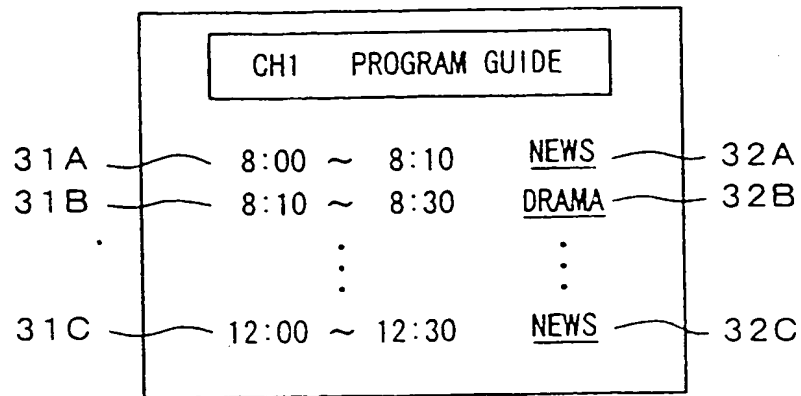 CH1 PROGRAM GUIDE
31A 8:00 ~ 8:10 NEWS 32A
31B 8:10 ~ 8:30 DRAMA 32B
31C 12:00 ~ 12:30 NEWS 32C